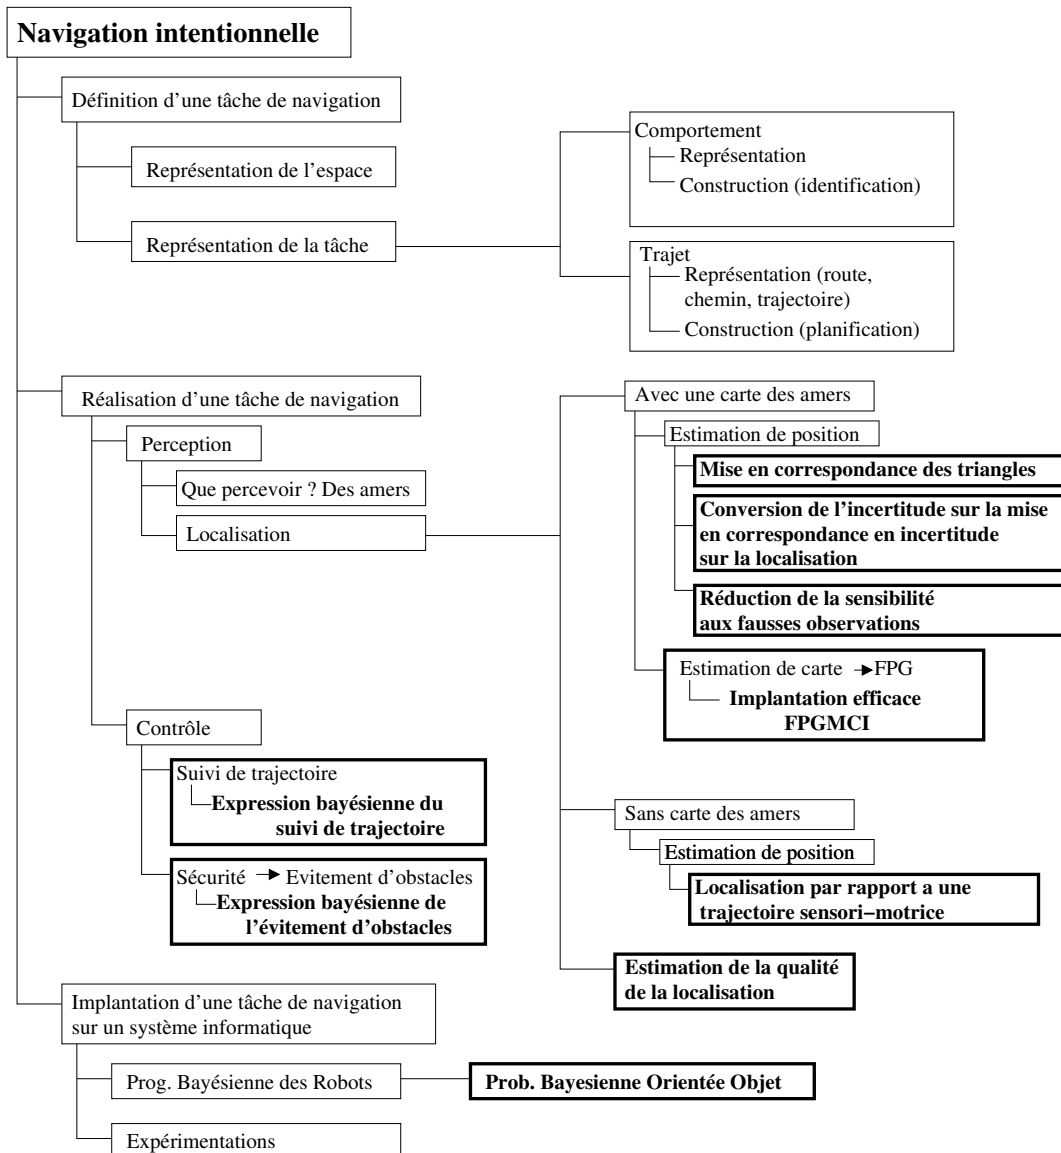 Navigation intentionnelle
Définition d'une tâche de navigation
Représentation de l'espace
Représentation de la tâche
Comportement
Représentation
Construction (identification)
Trajet
Représentation (route,
chemin, trajectoire)
Construction (planification)
Réalisation d'une tâche de navigation
Perception
Que percevoir ? Des amers
Localisation
Avec une carte des amers
Estimation de position
Mise en correspondance des triangles
Conversion de l'incertitude sur la mise
en correspondance en incertitude
sur la localisation
Réduction de la sensibilité
aux fausses observations
Estimation de carte FPG
Implantation efficace
FPGMCI
Contrôle
Suivi de trajectoire
Expression bayésienne du
suivi de trajectoire
Sécurité Evitement d'obstacles
Expression bayésienne de
l'évitement d'obstacles
Sans carte des amers
Estimation de position
Localisation par rapport a une
trajectoire sensori−motrice
Estimation de la qualité
de la localisation
Implantation d'une tâche de navigation
sur un système informatique
Prog. Bayésienne des Robots
Prob. Bayesienne Orientée Objet
Expérimentations